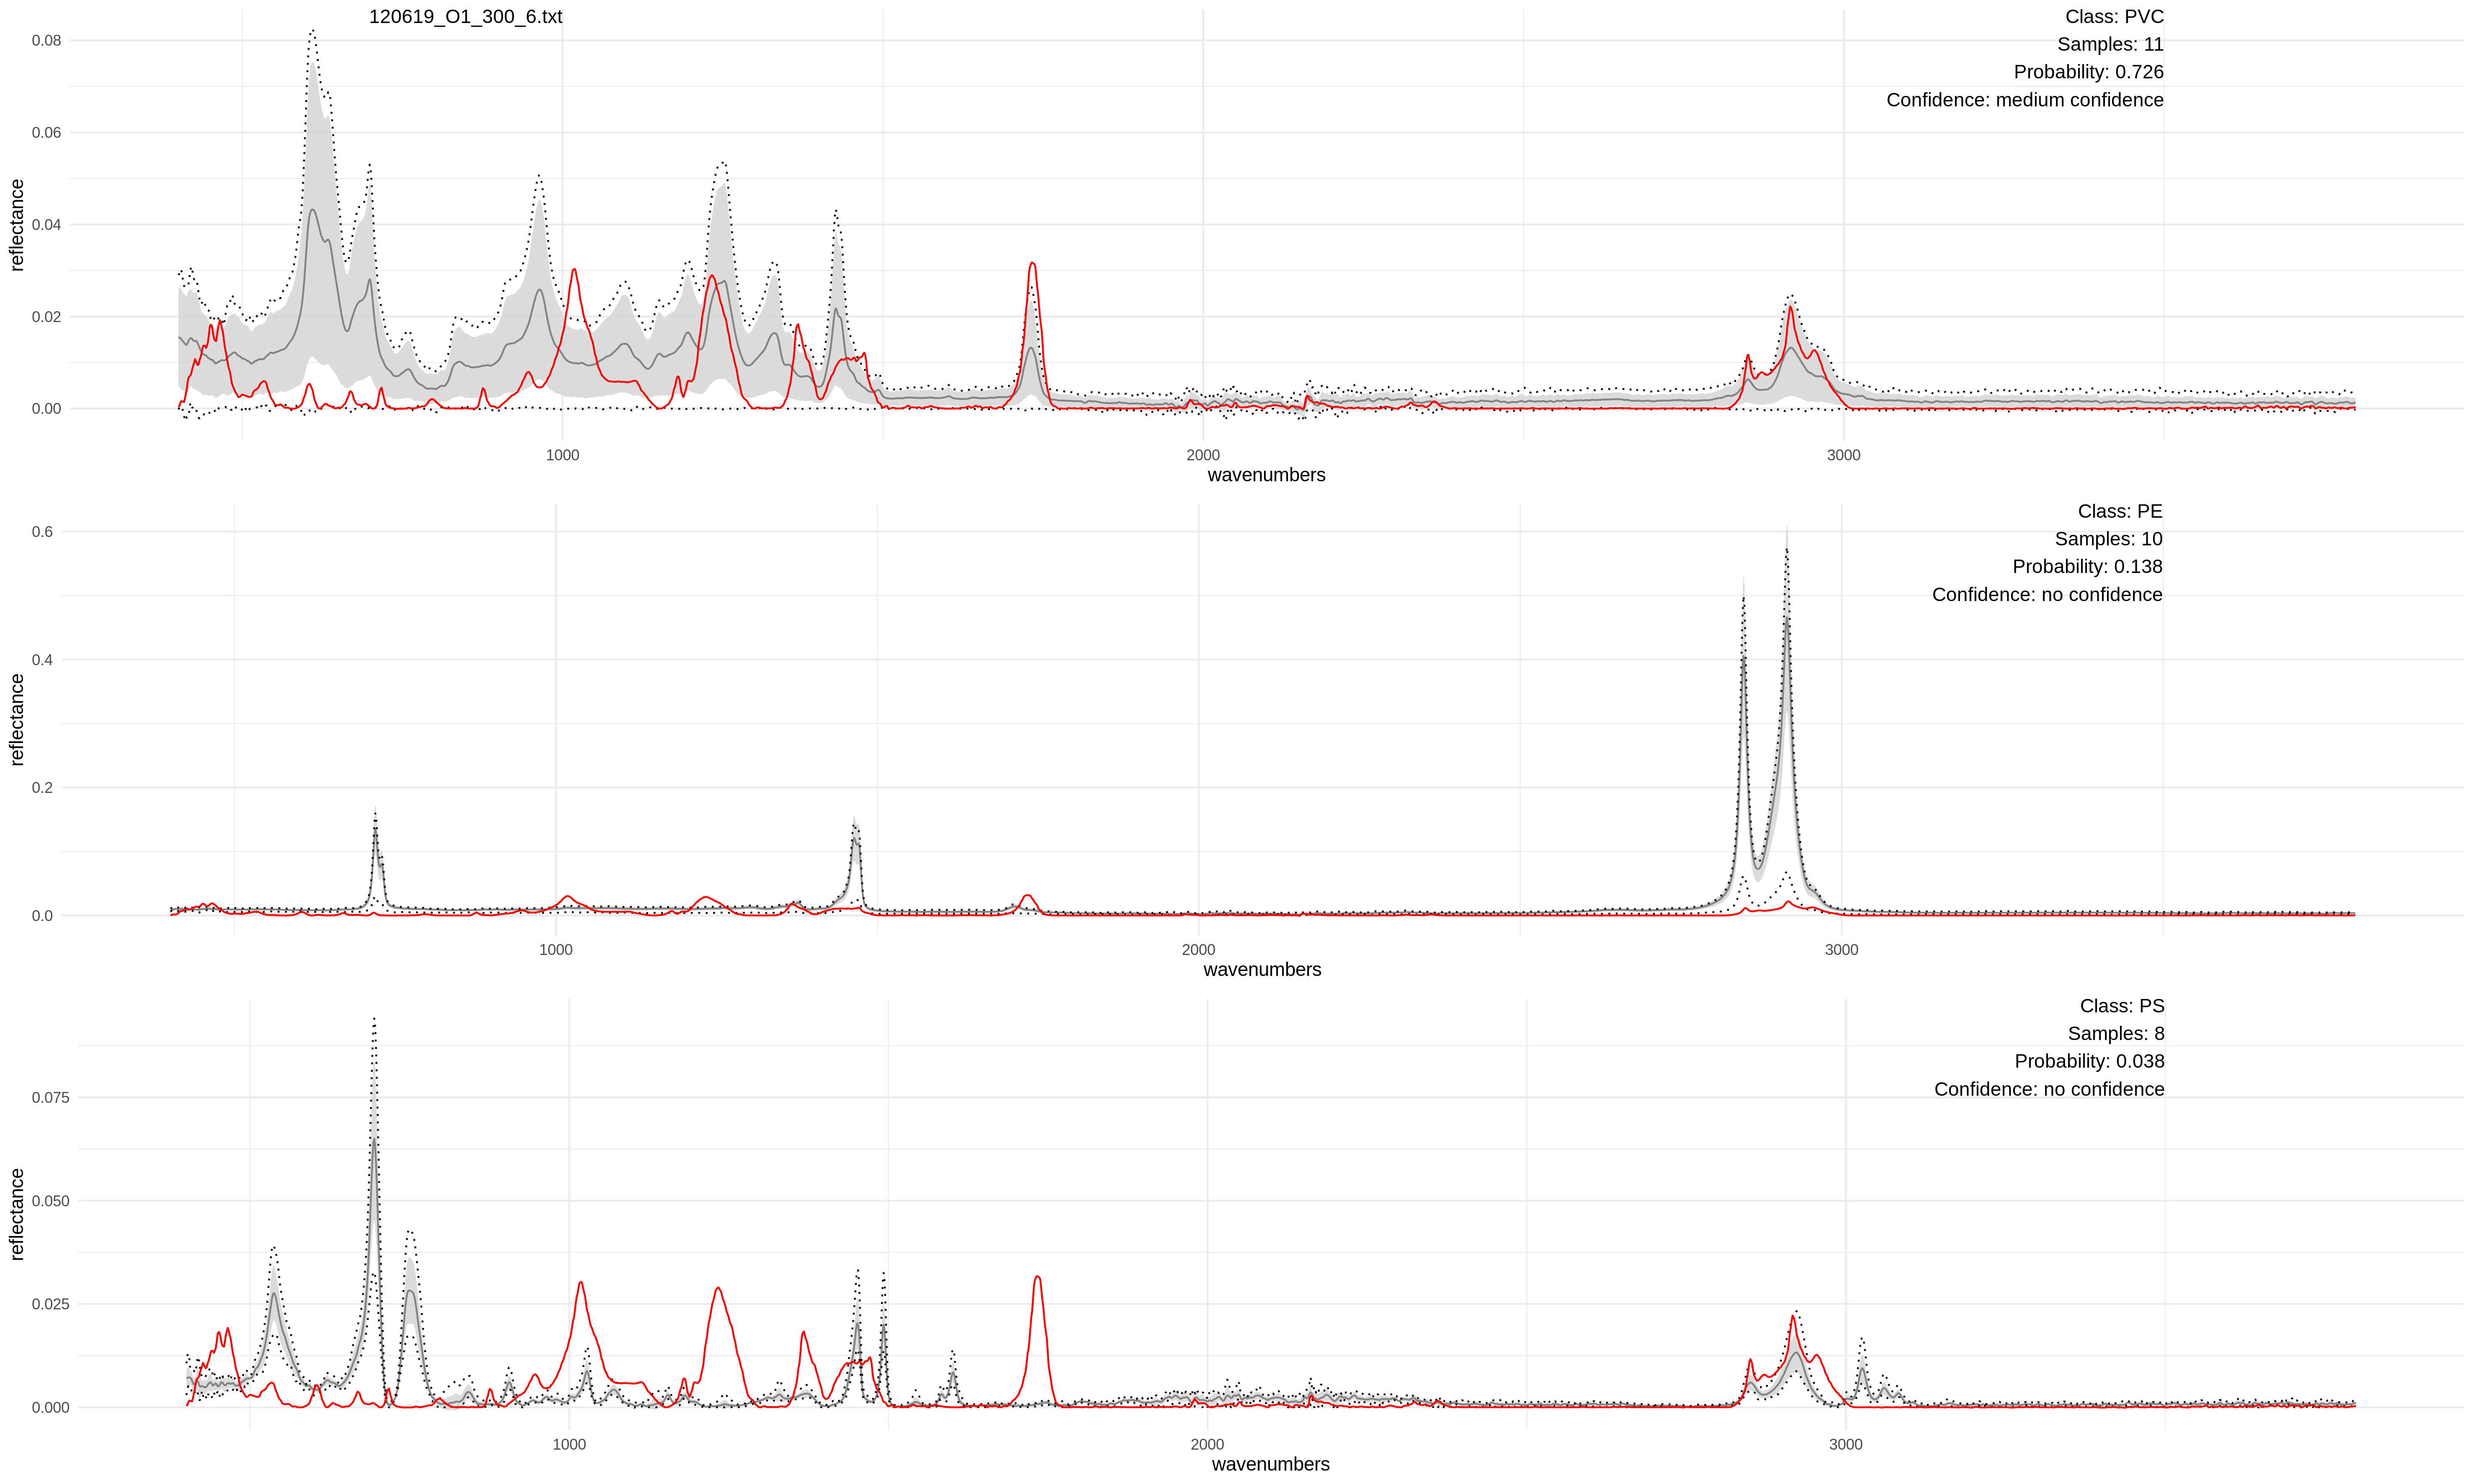 120619_O1_300_6.txt
Class: PVC
Samples: 11
Probability: 0.726
Confidence: medium confidence
reflectance
0.08
0.06
0.04
0.02
0.00
1000 2000 3000
wavenumbers
Class: PE
Samples: 10
Probability: 0.138
Confidence: no confidence
reflectance
0.6
0.4
0.2
0.0
1000 2000 3000
wavenumbers
Class: PS
Samples: 8
Probability: 0.038
Confidence: no confidence
reflectance
0.075
0.050
0.025
0.000
1000 2000 3000
wavenumbers